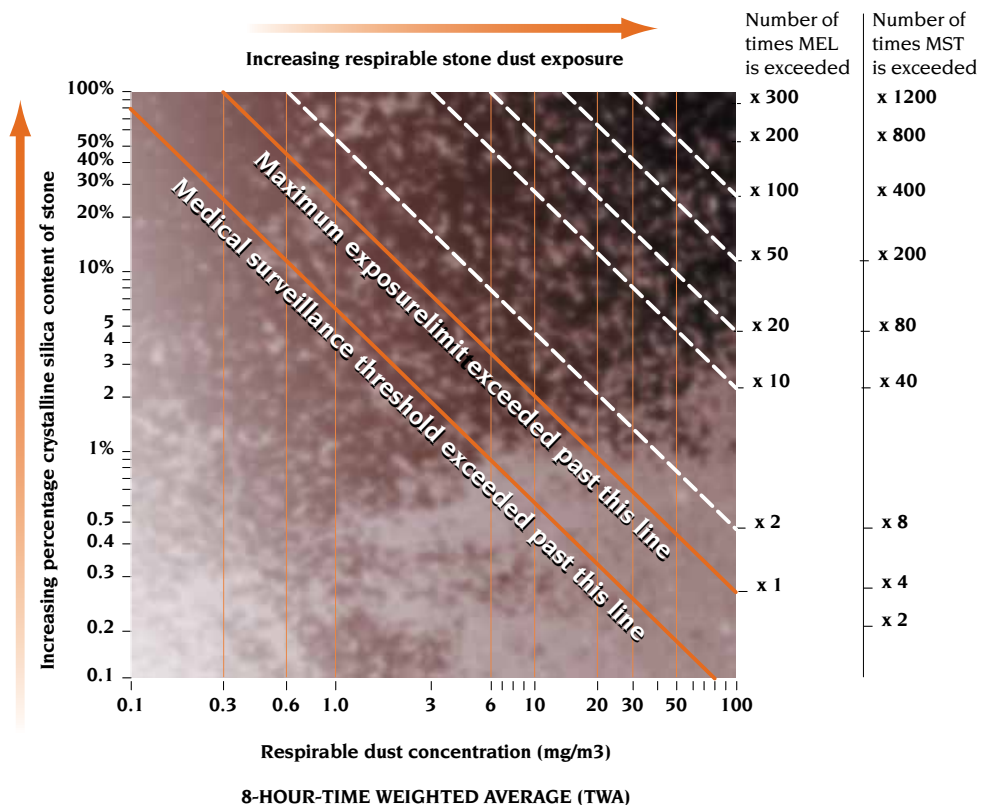 Increasing respirable stone dust exposure
Number of
times MEL
is exceeded
Number of
times MST
is exceeded
Increasing percentage crystalline silica content of stone
100%
50%
40%
30%
20%
10%
5
4
3
2
1%
0.5
0.4
0.3
0.2
0.1
Maximum exposurelimit exceeded past this line
Medical surveillance threshold exceeded past this line
x 300
x 200
x 100
x 50
x 20
x 10
x 2
x 1
x 1200
x 800
x 400
x 200
x 80
x 40
x 8
x 4
x 2
0.1 0.3 0.6 1.0 3 6 10 20 30 50 100
Respirable dust concentration (mg/m3)
8-HOUR-TIME WEIGHTED AVERAGE (TWA)